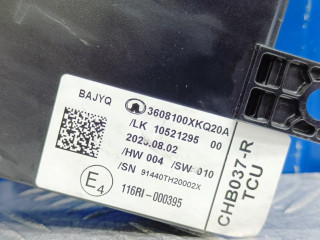 BAJYQ 3608100XKQ20A
/LK 10521295 00
2023.08.02
/HW 004 /SW 010
/SN 91440TH20002X
E4
116RI-000395
CHB037-R
TCU